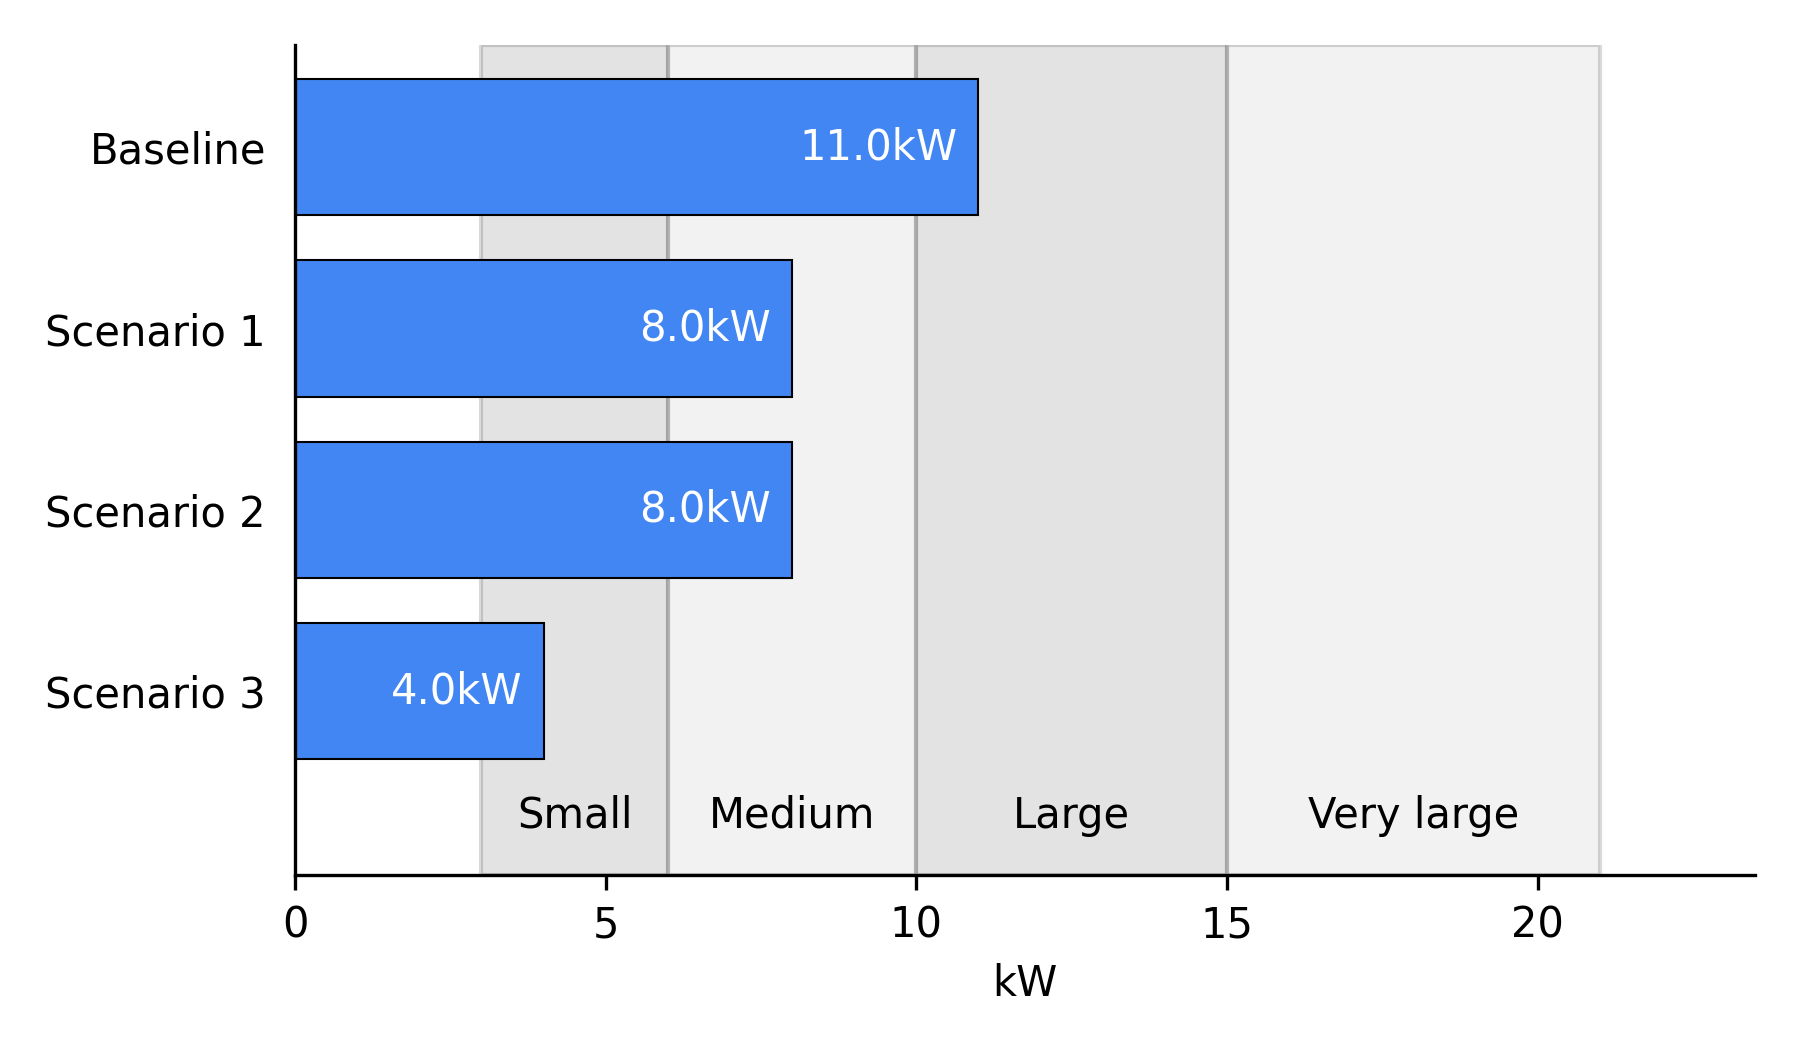 Baseline
11.0kW
Scenario 1
8.0kW
Scenario 2
8.0kW
Scenario 3
4.0kW
Small Medium Large Very large
0 5 10 15 20
kW